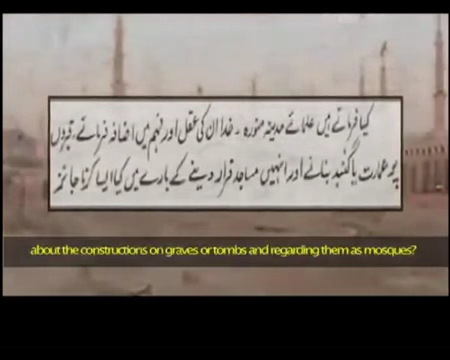 کیا فرماتے ہیں علمائے مدینہ منورہ۔ خدا ان کی عقل اور فہم میں اضافہ فرمائے، قبروں
پر عمارت یا گنبد بنانے اور انہیں مساجد قرار دینے کے بارے میں کیا ایسا کرنا جائز
about the constructions on graves or tombs and regarding them as mosques?